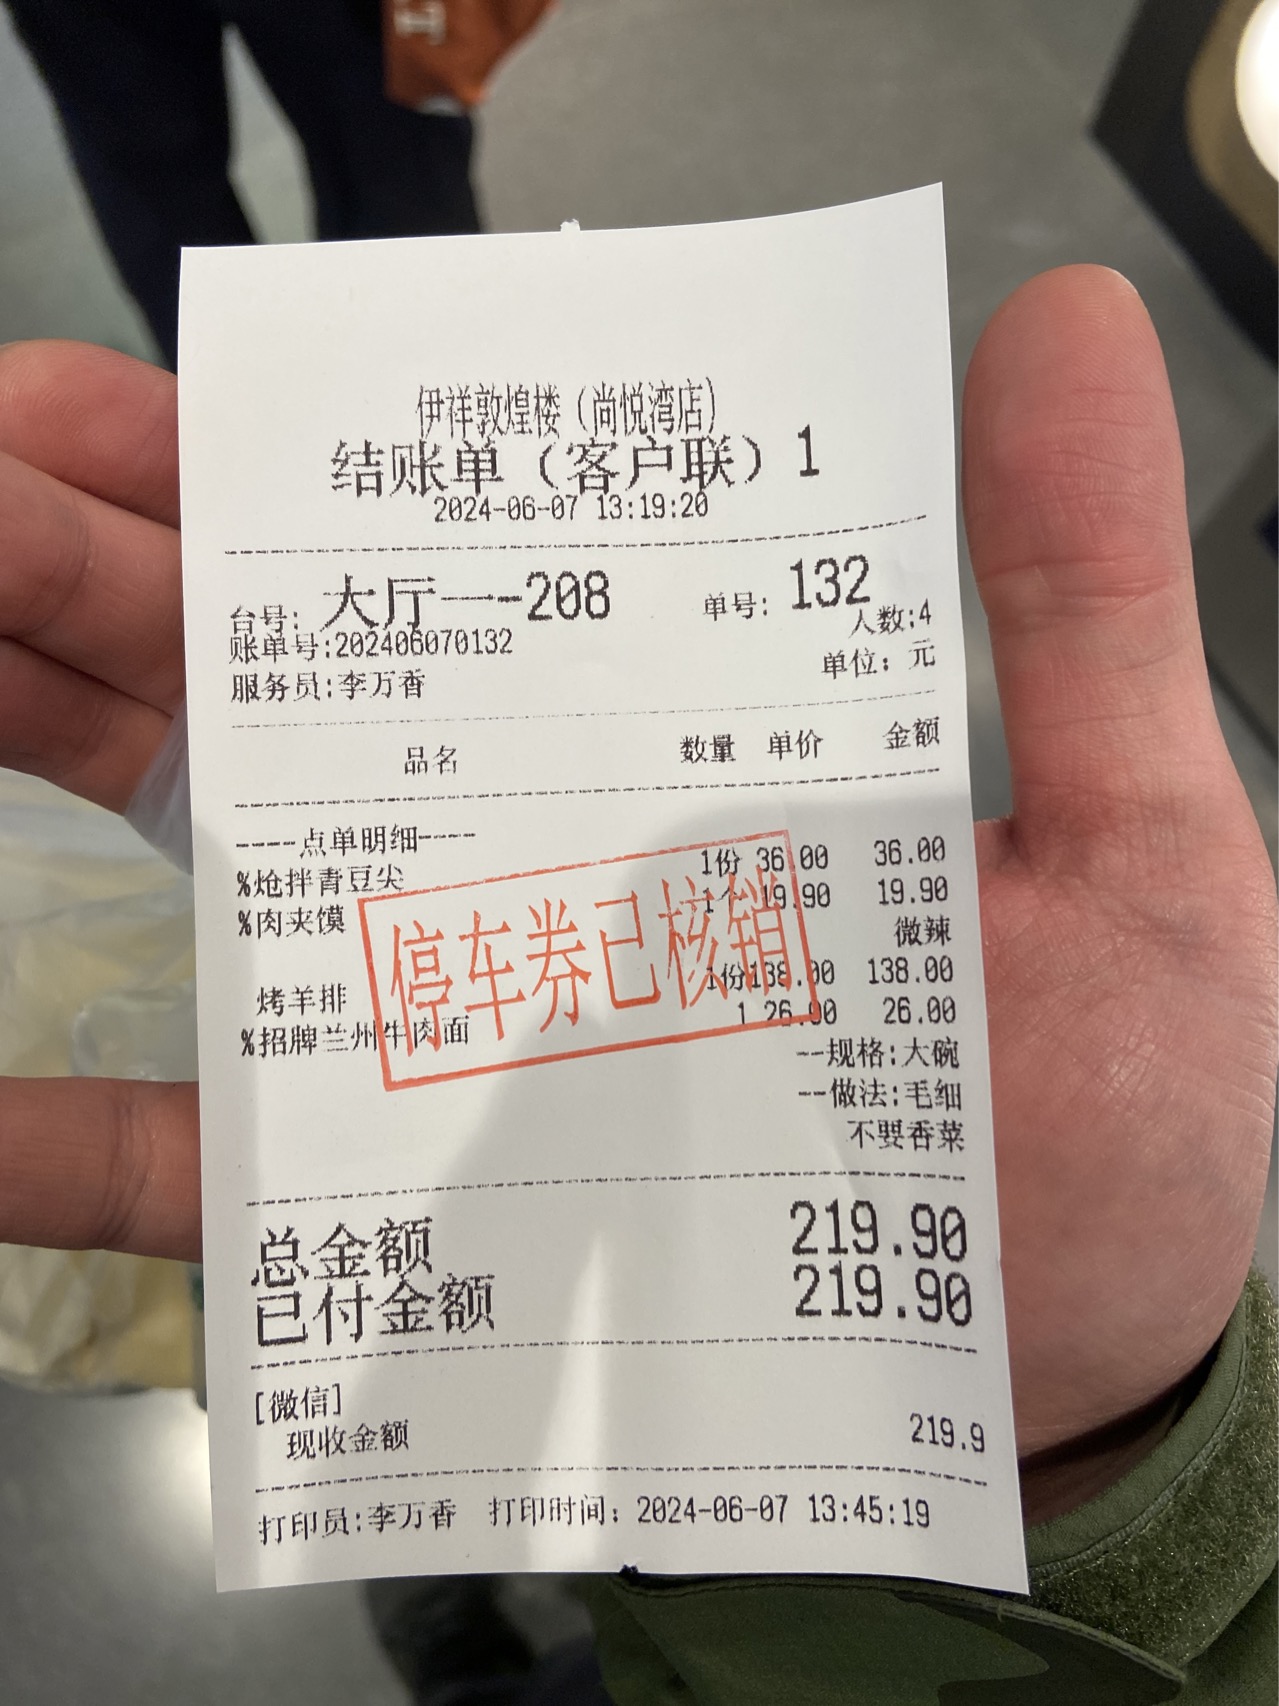 伊祥敦煌楼（尚悦湾店）
结账单（客户联）1
2024-06-07 13:19:20
台号: 大厅一-208 单号: 132
人数:4
账单号:202406070132
服务员:李万香 单位: 元
品名 数量 单价 金额
----点单明细----
%炝拌青豆尖 1份 36.00 36.00
%肉夹馍 1个 19.90 19.90
微辣
烤羊排 1份138.00 138.00
%招牌兰州牛肉面 1 26.00 26.00
--规格:大碗
--做法:毛细
不要香菜
停车券已核销
总金额 219.90
已付金额 219.90
[微信]
现收金额 219.9
打印员:李万香 打印时间: 2024-06-07 13:45:19